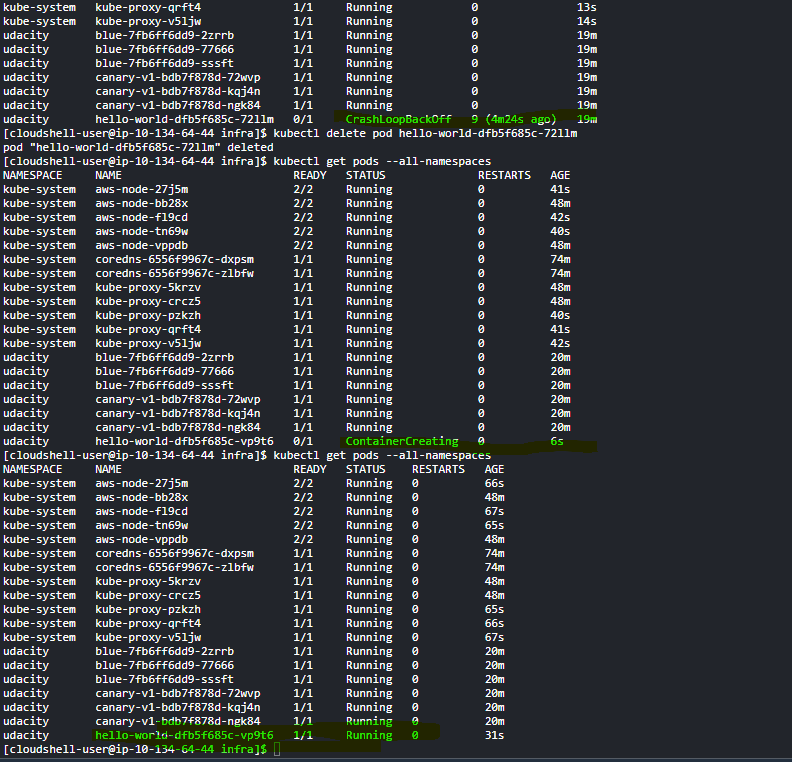 kube-system kube-proxy-qrft4 1/1 Running 0 13s
kube-system kube-proxy-v5ljw 1/1 Running 0 14s
udacity blue-7fb6ff6dd9-2zrrb 1/1 Running 0 19m
udacity blue-7fb6ff6dd9-77666 1/1 Running 0 19m
udacity blue-7fb6ff6dd9-sssft 1/1 Running 0 19m
udacity canary-v1-bdb7f878d-72wvp 1/1 Running 0 19m
udacity canary-v1-bdb7f878d-kqj4n 1/1 Running 0 19m
udacity canary-v1-bdb7f878d-ngk84 1/1 Running 0 19m
udacity hello-world-dfb5f685c-72llm 0/1 CrashLoopBackOff 9 (4m24s ago) 19m
[cloudshell-user@ip-10-134-64-44 infra]$ kubectl delete pod hello-world-dfb5f685c-72llm
pod "hello-world-dfb5f685c-72llm" deleted
[cloudshell-user@ip-10-134-64-44 infra]$ kubectl get pods --all-namespaces
NAMESPACE NAME READY STATUS RESTARTS AGE
kube-system aws-node-27j5m 2/2 Running 0 41s
kube-system aws-node-bb28x 2/2 Running 0 48m
kube-system aws-node-fl9cd 2/2 Running 0 42s
kube-system aws-node-tn69w 2/2 Running 0 40s
kube-system aws-node-vppdb 2/2 Running 0 48m
kube-system coredns-6556f9967c-dxpsm 1/1 Running 0 74m
kube-system coredns-6556f9967c-zlbfw 1/1 Running 0 74m
kube-system kube-proxy-5krzv 1/1 Running 0 48m
kube-system kube-proxy-crcz5 1/1 Running 0 48m
kube-system kube-proxy-pzkzh 1/1 Running 0 40s
kube-system kube-proxy-qrft4 1/1 Running 0 41s
kube-system kube-proxy-v5ljw 1/1 Running 0 42s
udacity blue-7fb6ff6dd9-2zrrb 1/1 Running 0 20m
udacity blue-7fb6ff6dd9-77666 1/1 Running 0 20m
udacity blue-7fb6ff6dd9-sssft 1/1 Running 0 20m
udacity canary-v1-bdb7f878d-72wvp 1/1 Running 0 20m
udacity canary-v1-bdb7f878d-kqj4n 1/1 Running 0 20m
udacity canary-v1-bdb7f878d-ngk84 1/1 Running 0 20m
udacity hello-world-dfb5f685c-vp9t6 0/1 ContainerCreating 0 6s
[cloudshell-user@ip-10-134-64-44 infra]$ kubectl get pods --all-namespaces
NAMESPACE NAME READY STATUS RESTARTS AGE
kube-system aws-node-27j5m 2/2 Running 0 66s
kube-system aws-node-bb28x 2/2 Running 0 48m
kube-system aws-node-fl9cd 2/2 Running 0 67s
kube-system aws-node-tn69w 2/2 Running 0 65s
kube-system aws-node-vppdb 2/2 Running 0 48m
kube-system coredns-6556f9967c-dxpsm 1/1 Running 0 74m
kube-system coredns-6556f9967c-zlbfw 1/1 Running 0 74m
kube-system kube-proxy-5krzv 1/1 Running 0 48m
kube-system kube-proxy-crcz5 1/1 Running 0 48m
kube-system kube-proxy-pzkzh 1/1 Running 0 65s
kube-system kube-proxy-qrft4 1/1 Running 0 66s
kube-system kube-proxy-v5ljw 1/1 Running 0 67s
udacity blue-7fb6ff6dd9-2zrrb 1/1 Running 0 20m
udacity blue-7fb6ff6dd9-77666 1/1 Running 0 20m
udacity blue-7fb6ff6dd9-sssft 1/1 Running 0 20m
udacity canary-v1-bdb7f878d-72wvp 1/1 Running 0 20m
udacity canary-v1-bdb7f878d-kqj4n 1/1 Running 0 20m
udacity canary-v1-bdb7f878d-ngk84 1/1 Running 0 20m
udacity hello-world-dfb5f685c-vp9t6 1/1 Running 0 31s
[cloudshell-user@ip-10-134-64-44 infra]$